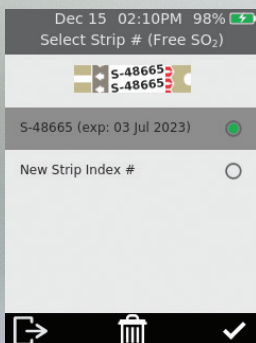 Dec 15 02:10PM 98%
Select Strip # (Free SO₂)
S-48665
S-48665
S-48665 (exp: 03 Jul 2023)
New Strip Index #